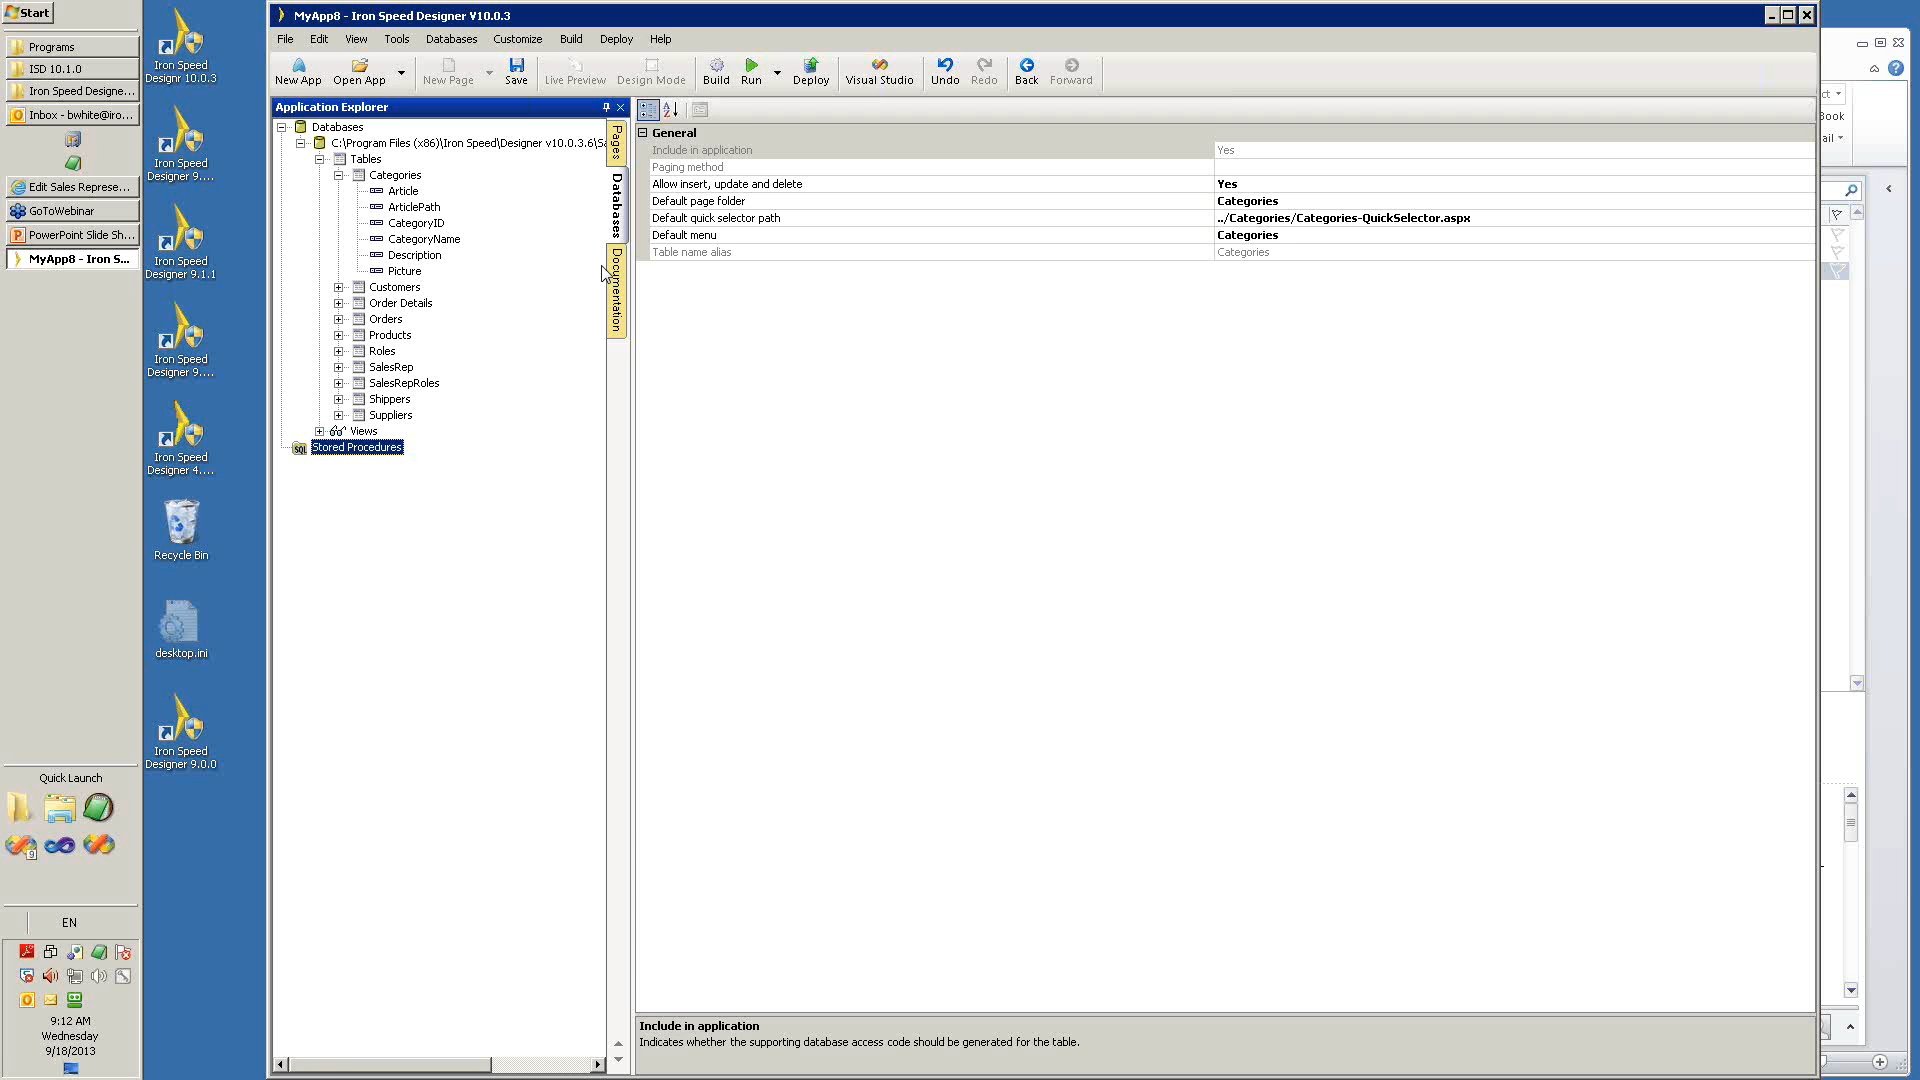 Start
Programs
ISD 10.1.0
Iron Speed Designe...
Inbox - bwhite@iro...
Edit Sales Represe...
GoToWebinar
PowerPoint Slide Sh...
MyApp8 - Iron S...
Quick Launch
9
EN
9:12 AM
Wednesday
9/18/2013
Iron Speed
Designr 10.0.3
Iron Speed
Designer 9....
Iron Speed
Designer 9.1.1
Iron Speed
Designer 9....
Iron Speed
Designer 4....
Recycle Bin
desktop.ini
Iron Speed
Designer 9.0.0
MyApp8 - Iron Speed Designer V10.0.3
File Edit View Tools Databases Customize Build Deploy Help
New App Open App New Page Save Live Preview Design Mode Build Run Deploy Visual Studio Undo Redo Back Forward
Application Explorer
Databases
C:\Program Files (x86)\Iron Speed\Designer v10.0.3.6\Sa
Tables
Categories
Article
ArticlePath
CategoryID
CategoryName
Description
Picture
Customers
Order Details
Orders
Products
Roles
SalesRep
SalesRepRoles
Shippers
Suppliers
Views
SQL Stored Procedures
Pages
Databases
Documentation
General
Include in application Yes
Paging method
Allow insert, update and delete Yes
Default page folder Categories
Default quick selector path ../Categories/Categories-QuickSelector.aspx
Default menu Categories
Table name alias Categories
Include in application
Indicates whether the supporting database access code should be generated for the table.
ct
Book
ail